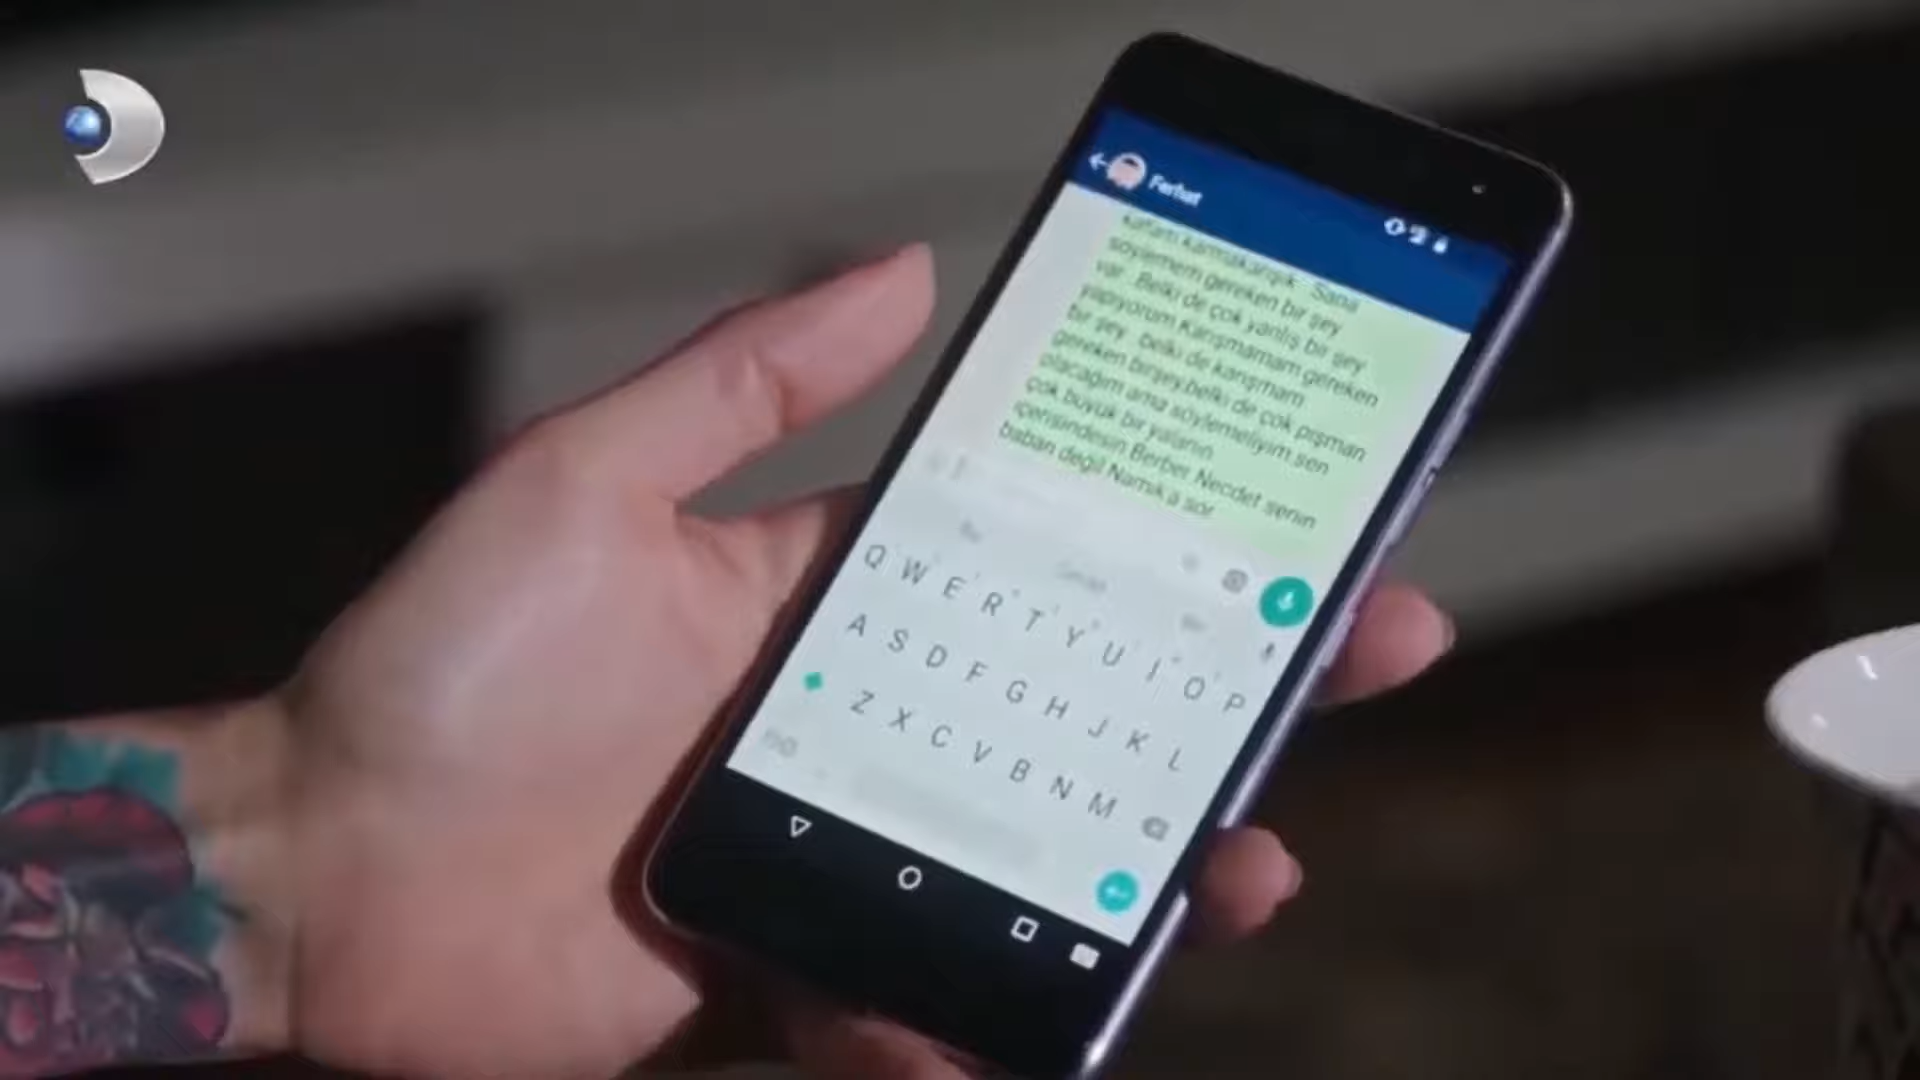 Ferhat
kafam karmakarışık . Sana
söylemem gereken bir şey
var . Belki de çok yanlış bir şey
yapıyorum Karışmamam gereken
bir şey . belki de karışmam
gereken birşey,belki de çok pişman
olacağım ama söylemeliyim,sen
çok büyük bir yalanın
içerisindesin Berber Necdet senin
baban değil Namık a sor
Q W E R T Y U I O P
A S D F G H J K L
Z X C V B N M